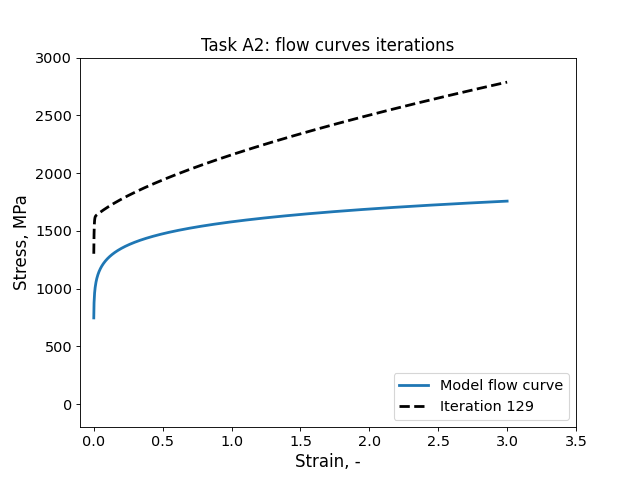 Task A2: flow curves iterations
3000
2500
2000
1500
1000
500
0
Stress, MPa
0.0 0.5 1.0 1.5 2.0 2.5 3.0 3.5
Strain, -
Model flow curve
Iteration 129